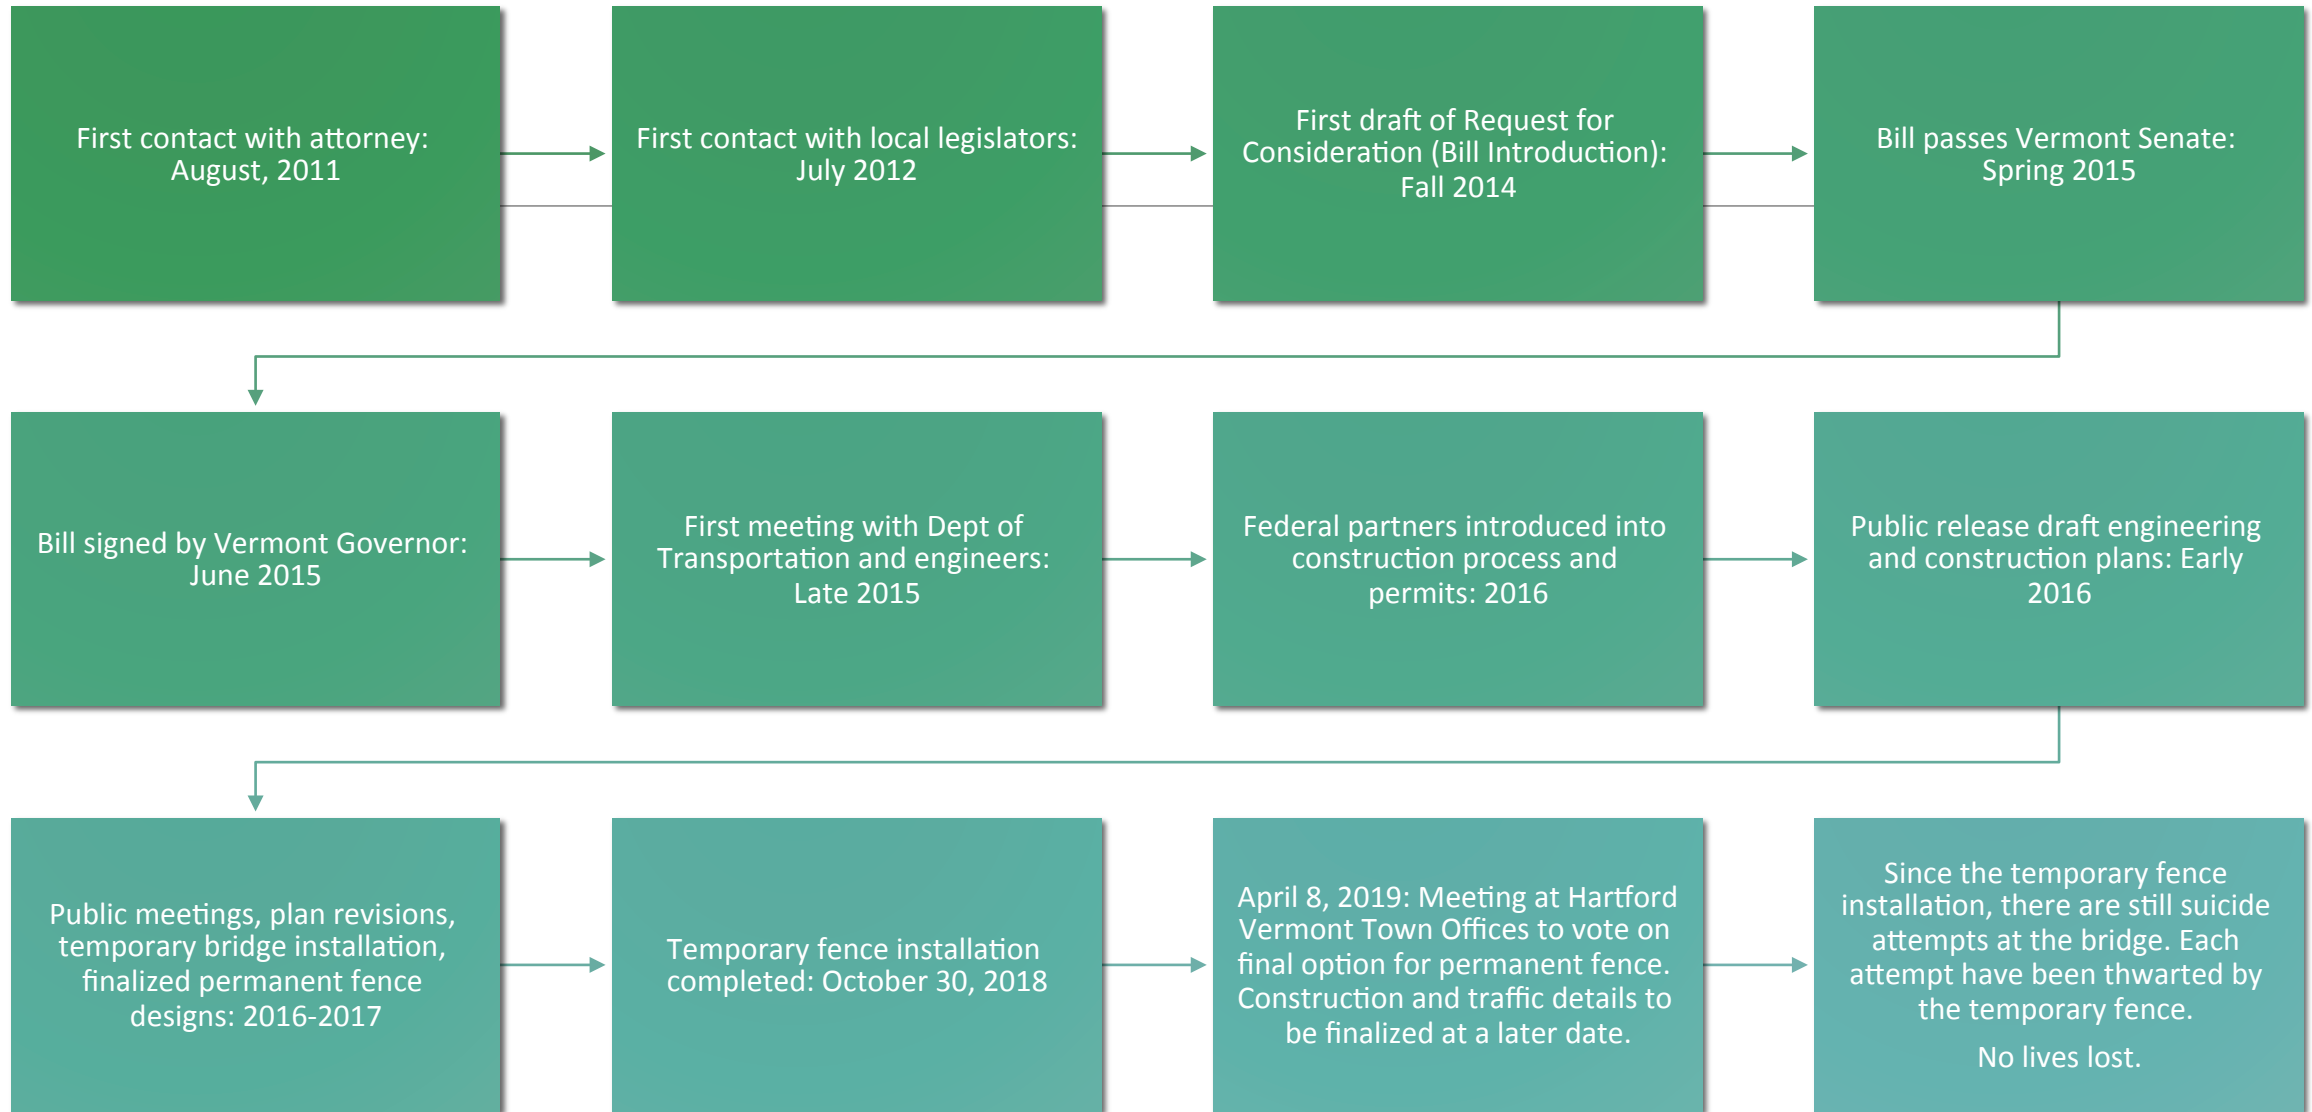 First contact with attorney:
August, 2011
First contact with local legislators:
July 2012
First draft of Request for
Consideration (Bill Introduction):
Fall 2014
Bill passes Vermont Senate:
Spring 2015
Bill signed by Vermont Governor:
June 2015
First meeting with Dept of
Transportation and engineers:
Late 2015
Federal partners introduced into
construction process and
permits: 2016
Public release draft engineering
and construction plans: Early
2016
Public meetings, plan revisions,
temporary bridge installation,
finalized permanent fence
designs: 2016-2017
Temporary fence installation
completed: October 30, 2018
April 8, 2019: Meeting at Hartford
Vermont Town Offices to vote on
final option for permanent fence.
Construction and traffic details to
be finalized at a later date.
Since the temporary fence
installation, there are still suicide
attempts at the bridge. Each
attempt have been thwarted by
the temporary fence.
No lives lost.